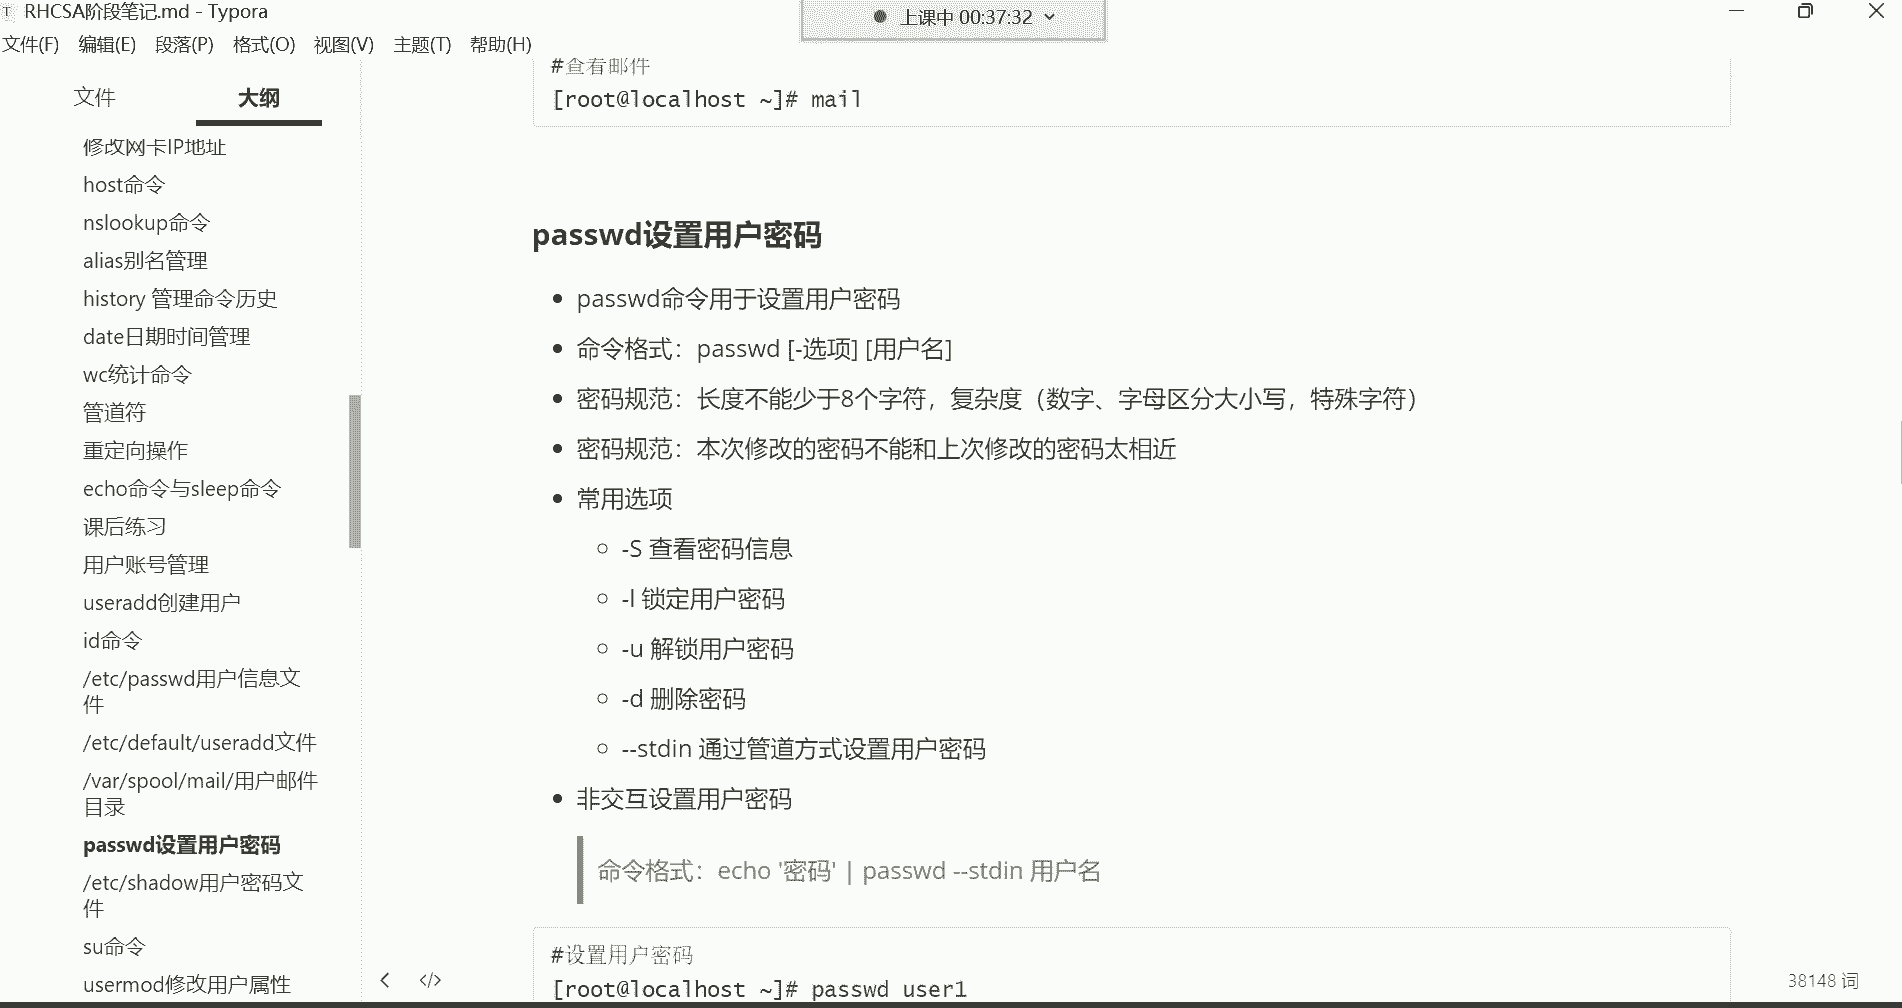 RHCSA阶段笔记.md - Typora
上课中 00:37:32
文件(F) 编辑(E) 段落(P) 格式(O) 视图(V) 主题(T) 帮助(H)
文件 大纲
修改网卡IP地址
host命令
nslookup命令
alias别名管理
history 管理命令历史
date日期时间管理
wc统计命令
管道符
重定向操作
echo命令与sleep命令
课后练习
用户账号管理
useradd创建用户
id命令
/etc/passwd用户信息文
件
/etc/default/useradd文件
/var/spool/mail/用户邮件
目录
passwd设置用户密码
/etc/shadow用户密码文
件
su命令
usermod修改用户属性
#查看邮件
[root@localhost ~]# mail
passwd设置用户密码
passwd命令用于设置用户密码
命令格式：passwd [-选项] [用户名]
密码规范：长度不能少于8个字符，复杂度（数字、字母区分大小写，特殊字符）
密码规范：本次修改的密码不能和上次修改的密码太相近
常用选项
-S 查看密码信息
-l 锁定用户密码
-u 解锁用户密码
-d 删除密码
--stdin 通过管道方式设置用户密码
非交互设置用户密码
命令格式：echo '密码' | passwd --stdin 用户名
#设置用户密码
[root@localhost ~]# passwd user1
38148 词